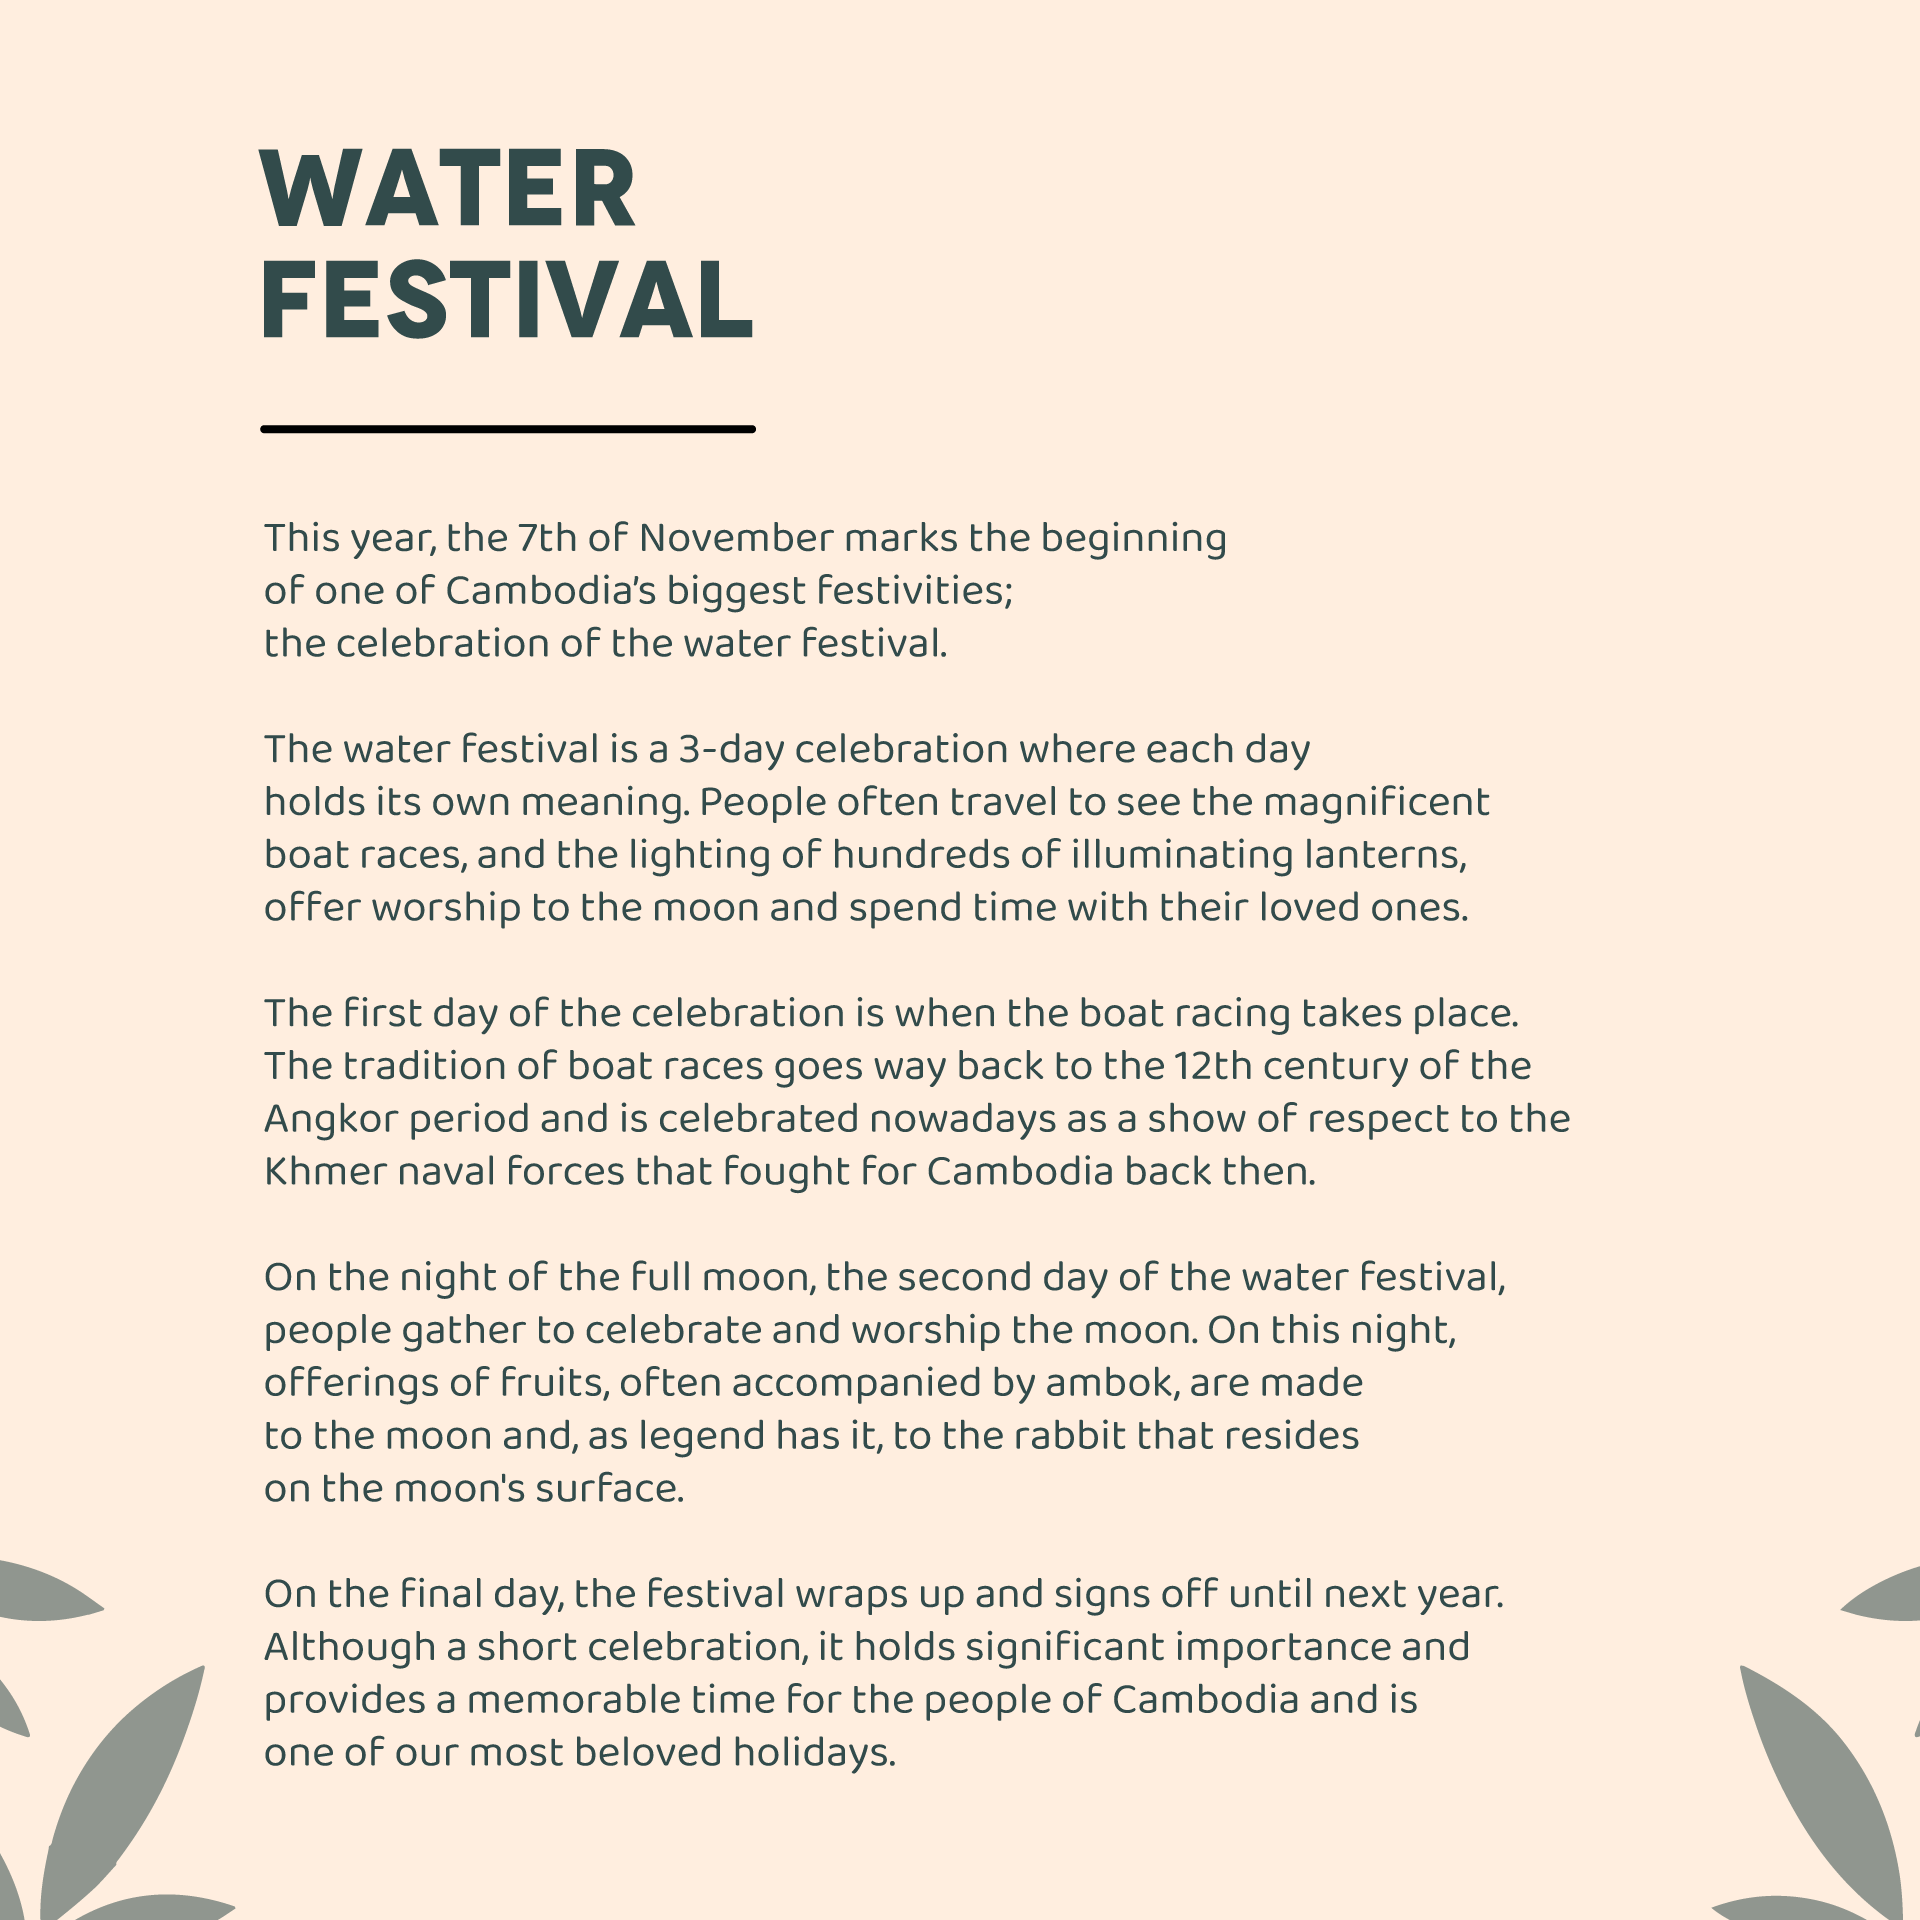 WATER
FESTIVAL
This year, the 7th of November marks the beginning
of one of Cambodia's biggest festivities;
the celebration of the water festival.
The water festival is a 3-day celebration where each day
holds its own meaning. People often travel to see the magnificent
boat races, and the lighting of hundreds of illuminating lanterns,
offer worship to the moon and spend time with their loved ones.
The first day of the celebration is when the boat racing takes place.
The tradition of boat races goes way back to the 12th century of the
Angkor period and is celebrated nowadays as a show of respect to the
Khmer naval forces that fought for Cambodia back then.
On the night of the full moon, the second day of the water festival,
people gather to celebrate and worship the moon. On this night,
offerings of fruits, often accompanied by ambok, are made
to the moon and, as legend has it, to the rabbit that resides
on the moon's surface.
On the final day, the festival wraps up and signs off until next year.
Although a short celebration, it holds significant importance and
provides a memorable time for the people of Cambodia and is
one of our most beloved holidays.